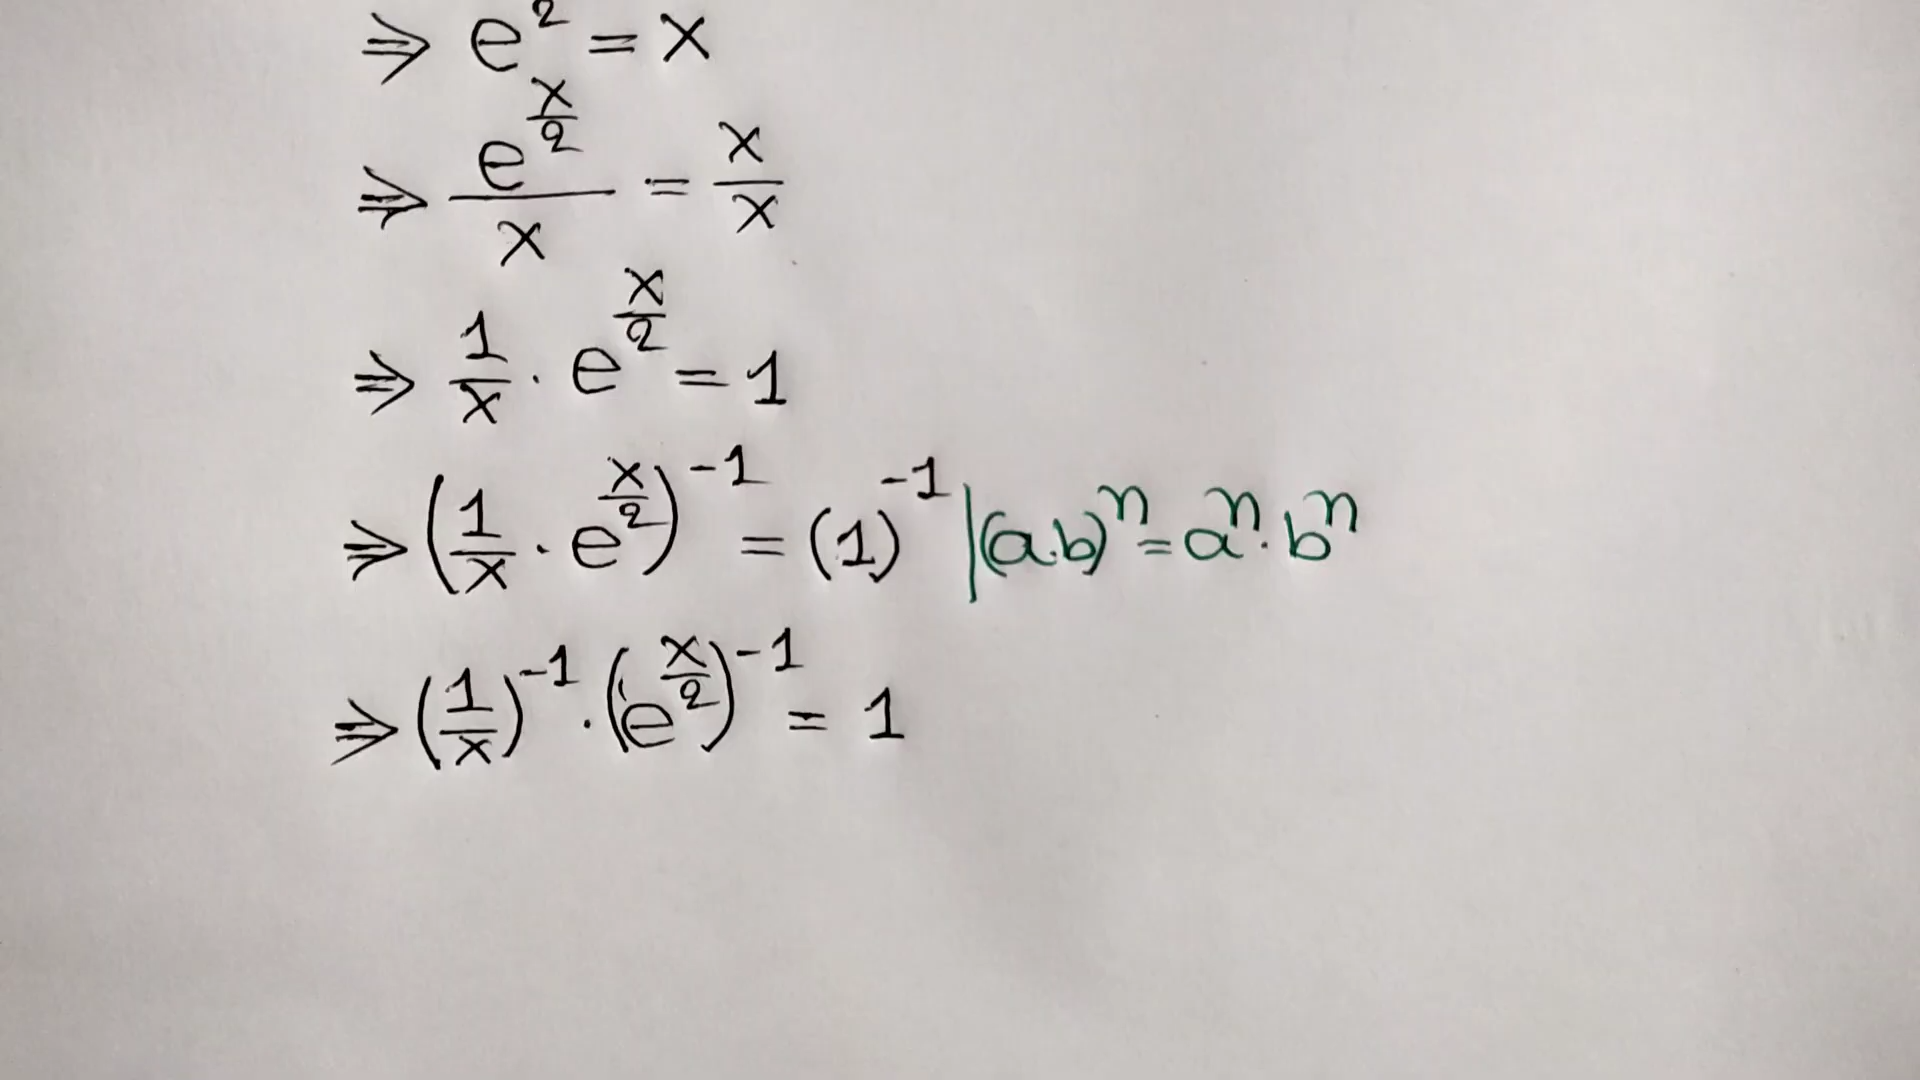 ⇒ e^2 = x
⇒ e^(x/2)/x = x/x
⇒ 1/x · e^(x/2) = 1
⇒ (1/x · e^(x/2))^-1 = (1)^-1 | (a.b)^n = a^n · b^n
⇒ (1/x)^-1 · (e^(x/2))^-1 = 1